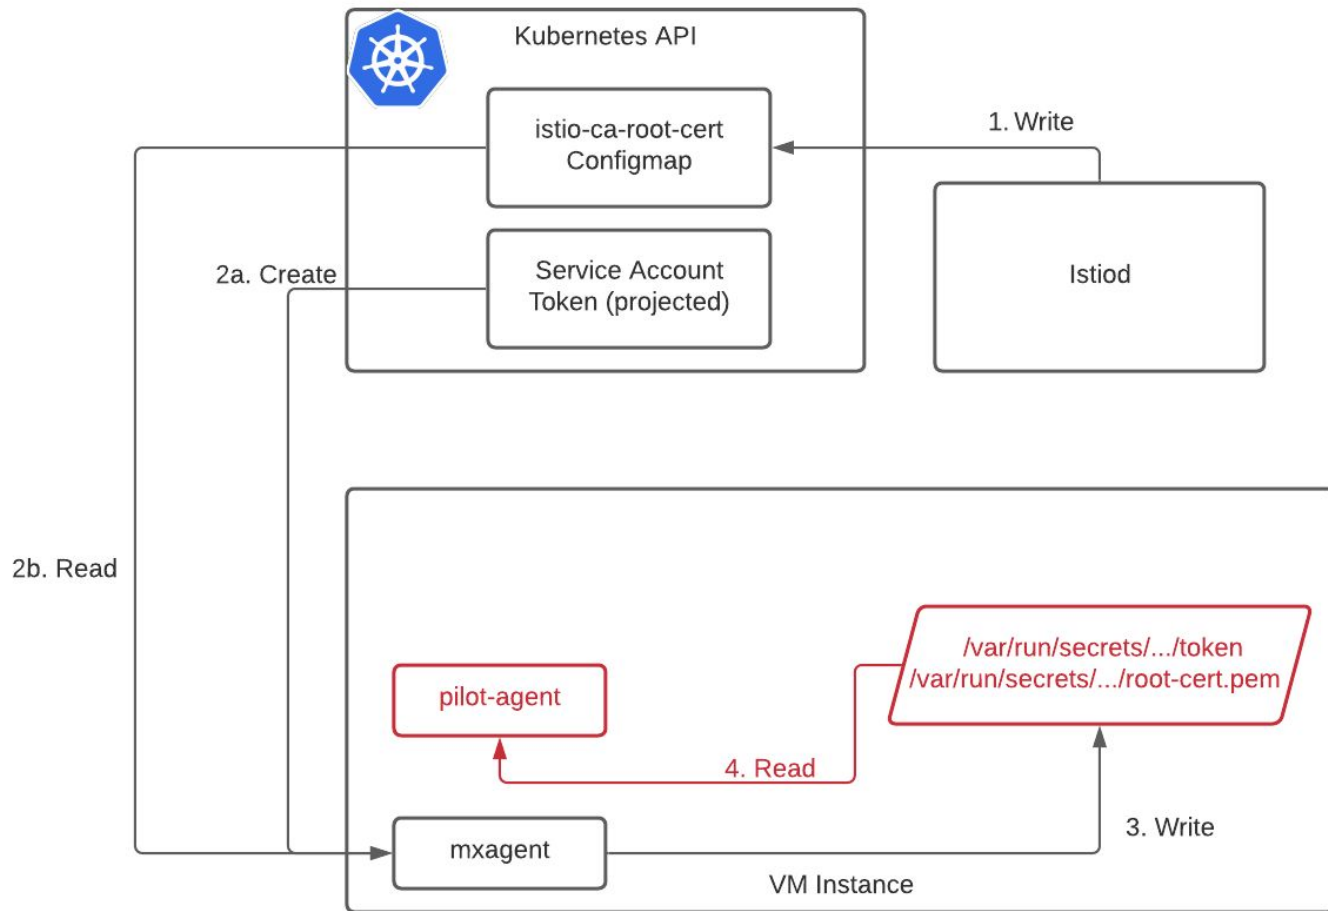 Kubernetes API
istio-ca-root-cert
Configmap
1. Write
2a. Create
Service Account
Token (projected)
Istiod
2b. Read
/var/run/secrets/.../token
/var/run/secrets/.../root-cert.pem
pilot-agent
4. Read
3. Write
mxagent
VM Instance